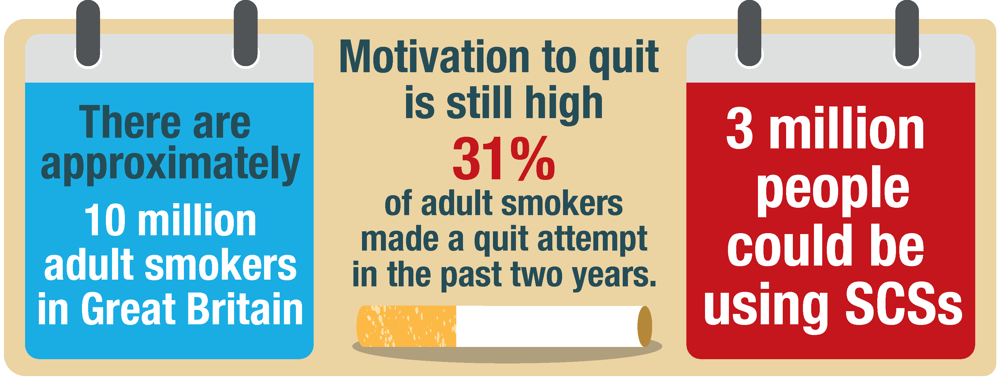 There are
approximately
10 million
adult smokers
in Great Britain
Motivation to quit
is still high
31%
of adult smokers
made a quit attempt
in the past two years.
3 million
people
could be
using SCSs